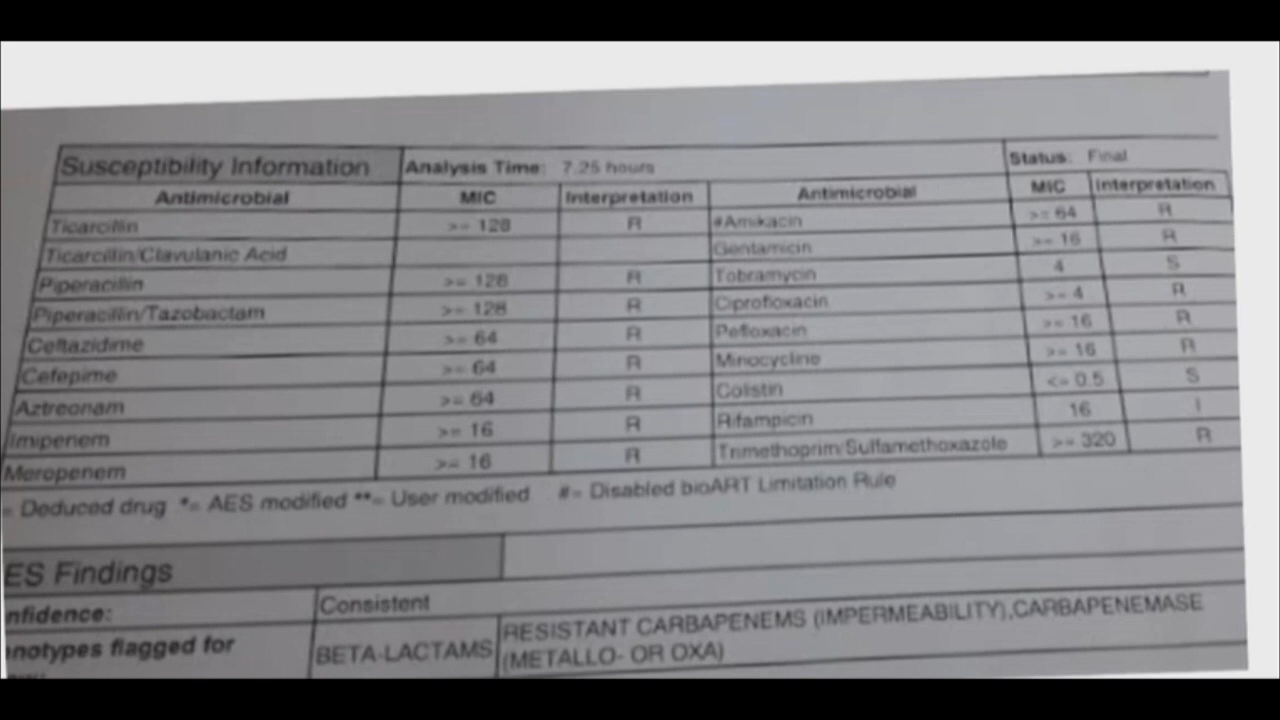 Susceptibility Information Analysis Time: 7.25 hours Status: Final
Antimicrobial MIC Interpretation Antimicrobial MIC Interpretation
Ticarcillin >= 128 R #Amikacin >= 64 R
Ticarcillin/Clavulanic Acid Gentamicin >= 16 R
Piperacillin >= 128 R Tobramycin 4 S
Piperacillin/Tazobactam >= 128 R Ciprofloxacin >= 4 R
Ceftazidime >= 64 R Pefloxacin >= 16 R
Cefepime >= 64 R Minocycline >= 16 R
Aztreonam >= 64 R Colistin <= 0.5 S
Imipenem >= 16 R Rifampicin 16 I
Meropenem >= 16 R Trimethoprim/Sulfamethoxazole >= 320 R
= Deduced drug *= AES modified **= User modified #= Disabled bioART Limitation Rule
ES Findings
nfidence: Consistent
notypes flagged for BETA-LACTAMS RESISTANT CARBAPENEMS (IMPERMEABILITY),CARBAPENEMASE
(METALLO- OR OXA)